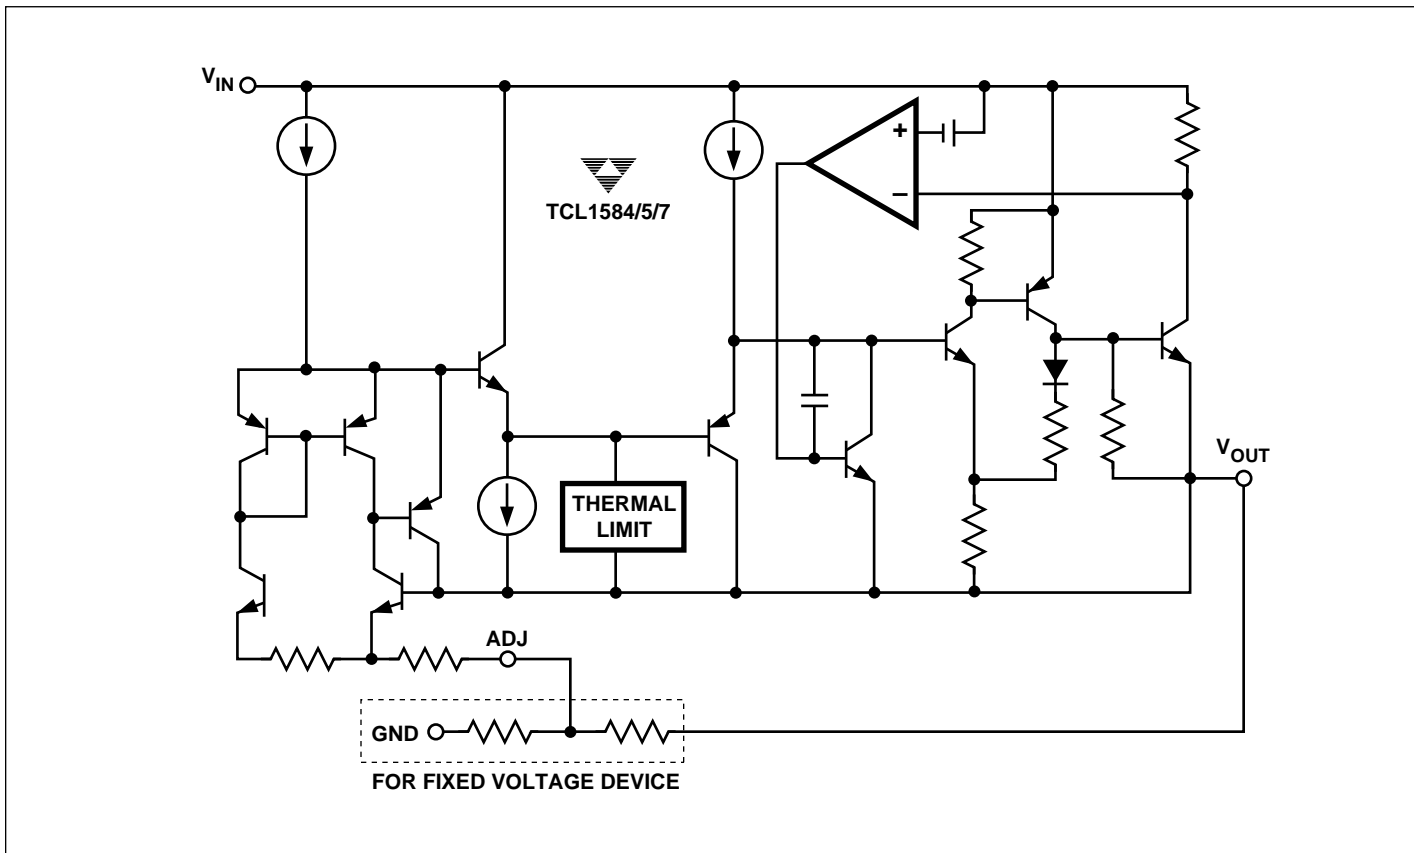 VIN
+
−
TCL1584/5/7
VOUT
THERMAL
LIMIT
ADJ
GND
FOR FIXED VOLTAGE DEVICE